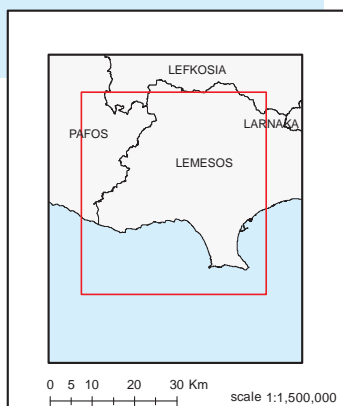 LEFKOSIA
LARNAKA
PAFOS
LEMESOS
0 5 10 20 30 Km
scale 1:1,500,000